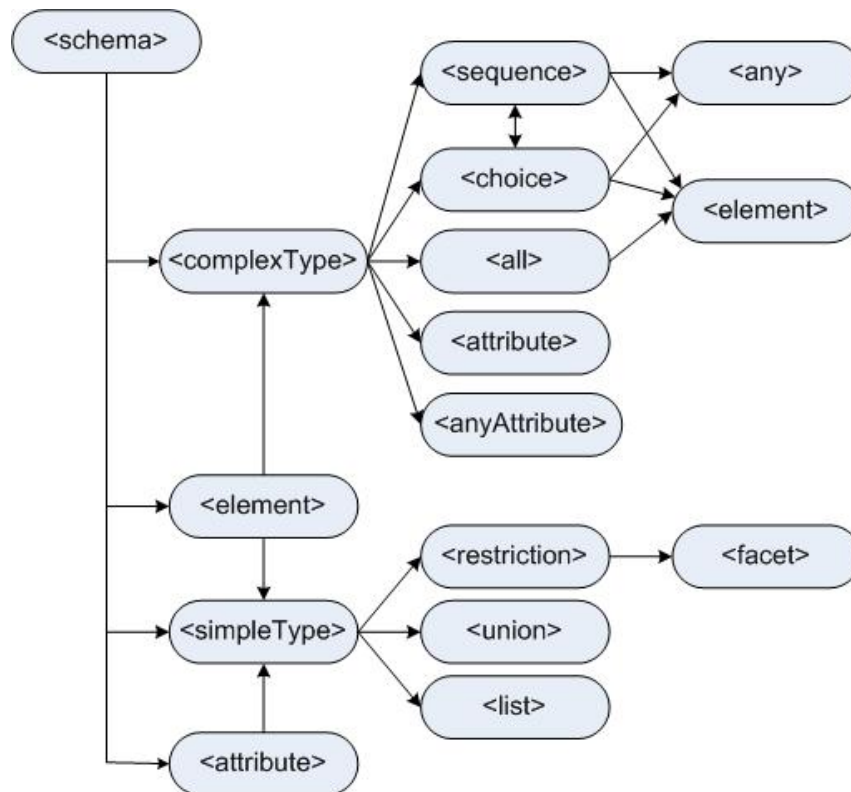 <schema>
<sequence>
<any>
<choice>
<element>
<complexType>
<all>
<attribute>
<anyAttribute>
<element>
<restriction>
<facet>
<simpleType>
<union>
<list>
<attribute>